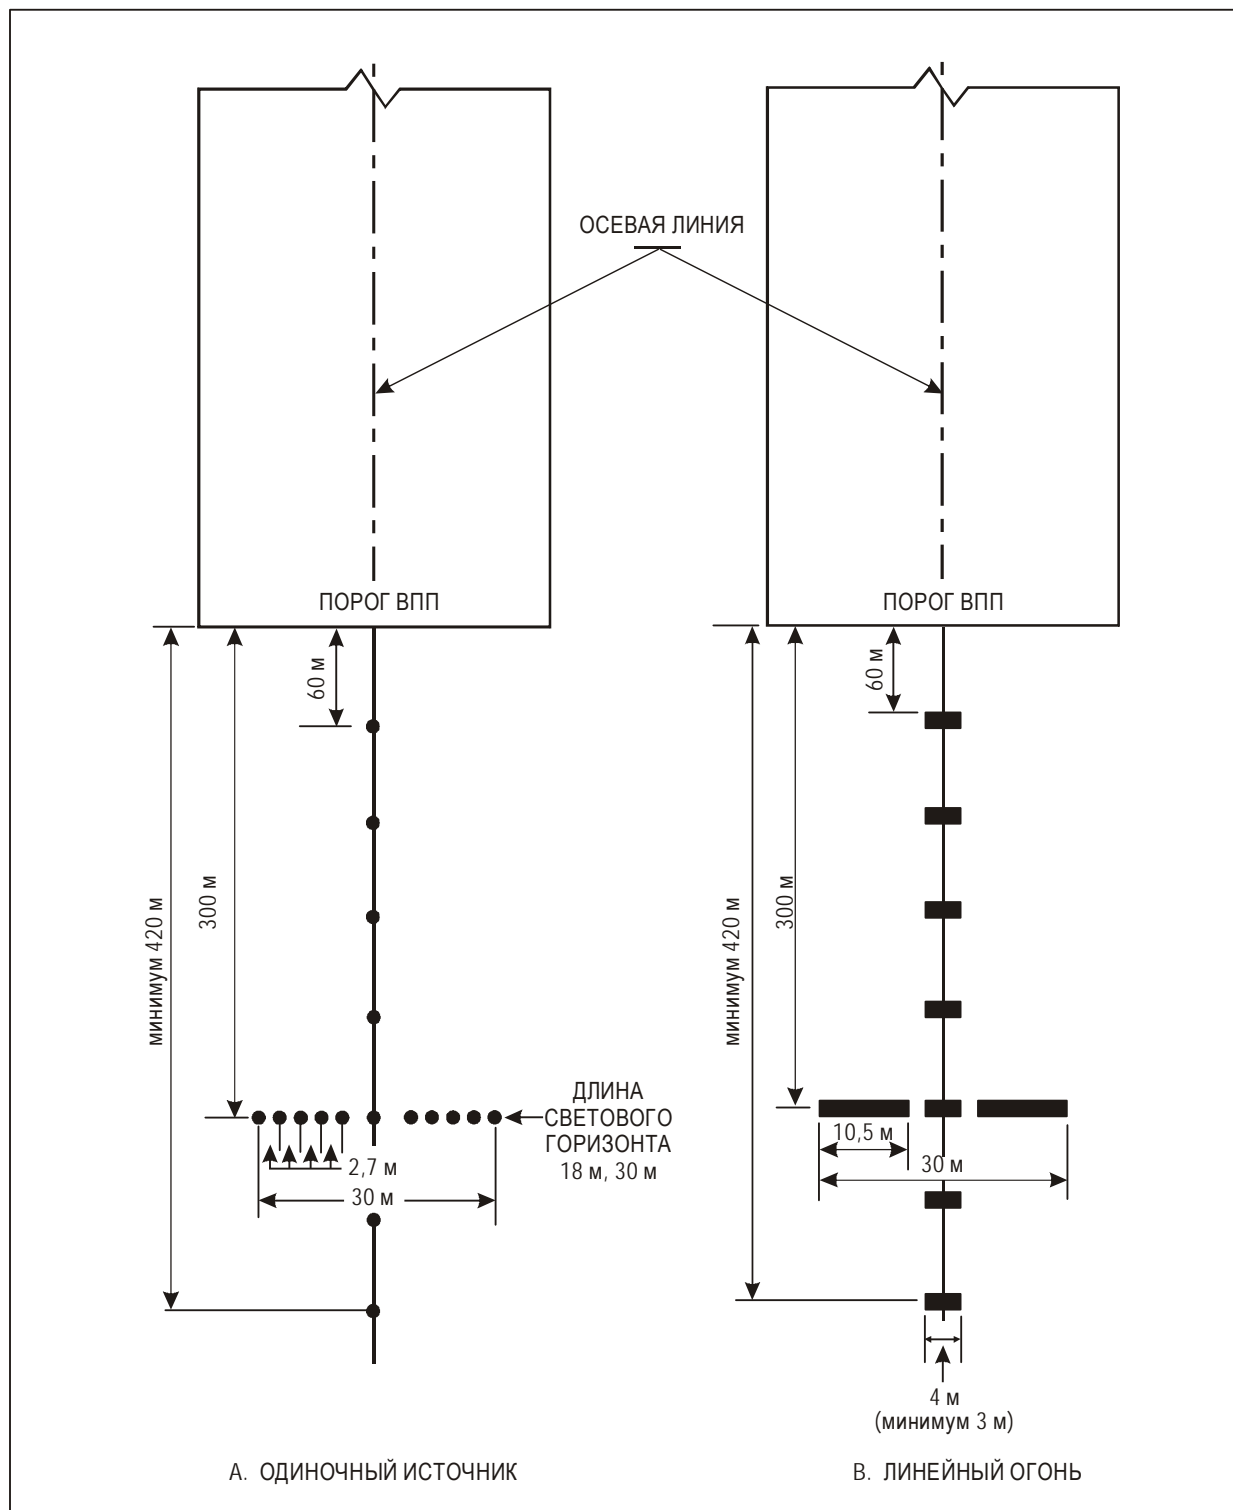 ОСЕВАЯ ЛИНИЯ
ПОРОГ ВПП
ПОРОГ ВПП
60 м
60 м
300 м
300 м
минимум 420 м
минимум 420 м
ДЛИНА
СВЕТОВОГО
ГОРИЗОНТА
18 м, 30 м
2,7 м
30 м
10,5 м
30 м
4 м
(минимум 3 м)
A. ОДИНОЧНЫЙ ИСТОЧНИК
B. ЛИНЕЙНЫЙ ОГОНЬ